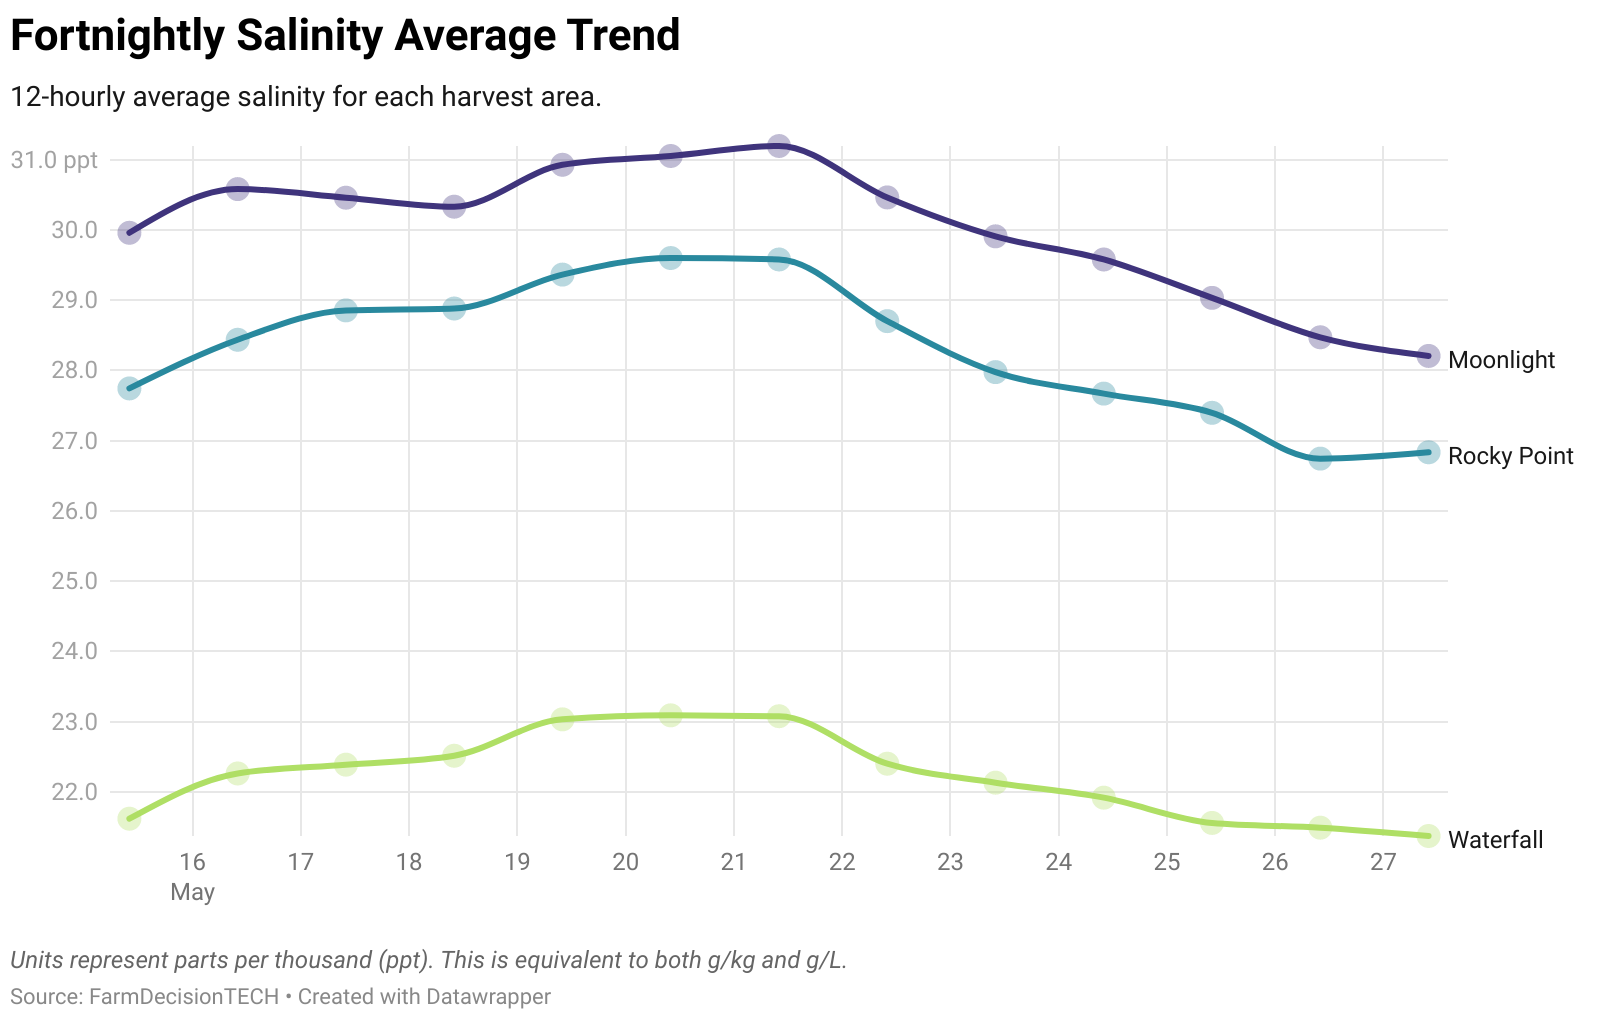 Fortnightly Salinity Average Trend
12-hourly average salinity for each harvest area.
31.0 ppt
30.0
29.0
28.0
Moonlight
27.0
Rocky Point
26.0
25.0
24.0
23.0
22.0
Waterfall
16 17 18 19 20 21 22 23 24 25 26 27
May
Units represent parts per thousand (ppt). This is equivalent to both g/kg and g/L.
Source: FarmDecisionTECH • Created with Datawrapper